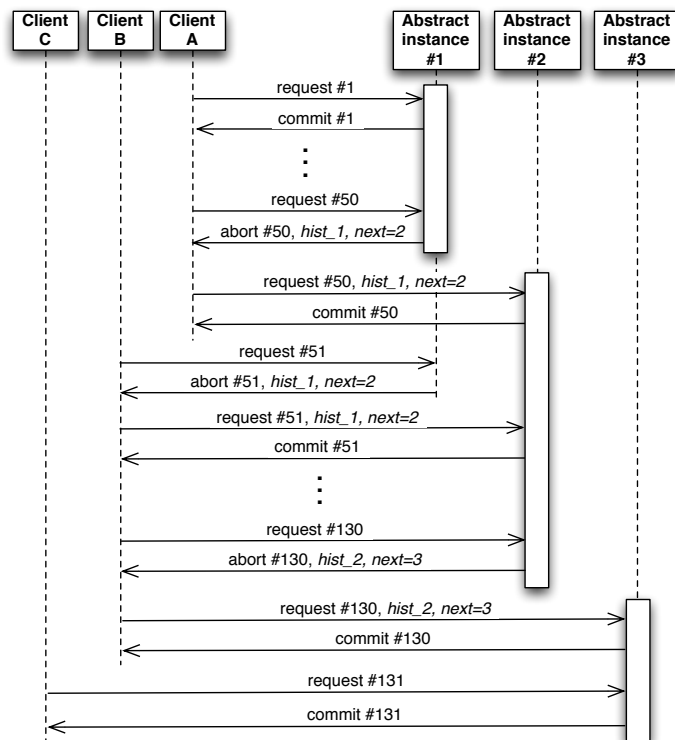 Client C
Client B
Client A
Abstract instance #1
Abstract instance #2
Abstract instance #3
request #1
commit #1
request #50
abort #50, hist_1, next=2
request #50, hist_1, next=2
commit #50
request #51
abort #51, hist_1, next=2
request #51, hist_1, next=2
commit #51
request #130
abort #130, hist_2, next=3
request #130, hist_2, next=3
commit #130
request #131
commit #131